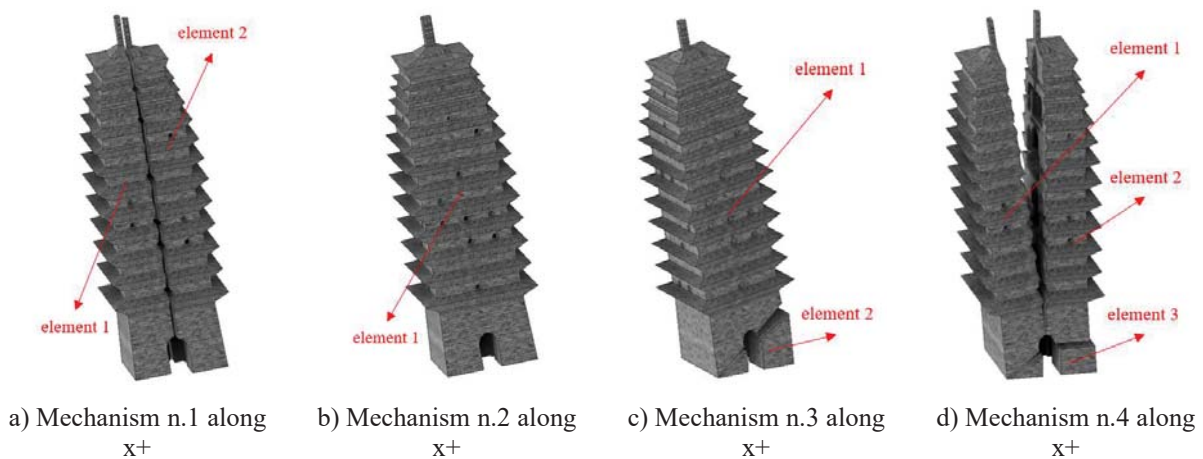 element 2
element 1
element 1
element 1
element 2
element 1
element 2
element 3
a) Mechanism n.1 along
x+
b) Mechanism n.2 along
x+
c) Mechanism n.3 along
x+
d) Mechanism n.4 along
x+